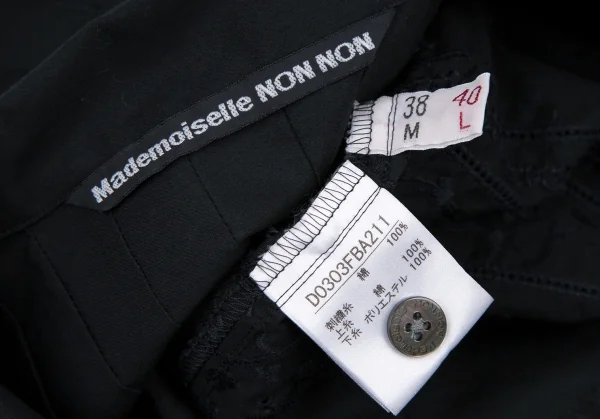 Mademoiselle NON NON
38 40
M L
D0303FBA211
綿 100%
刺繍糸
上糸 綿 100%
下糸 ポリエステル 100%